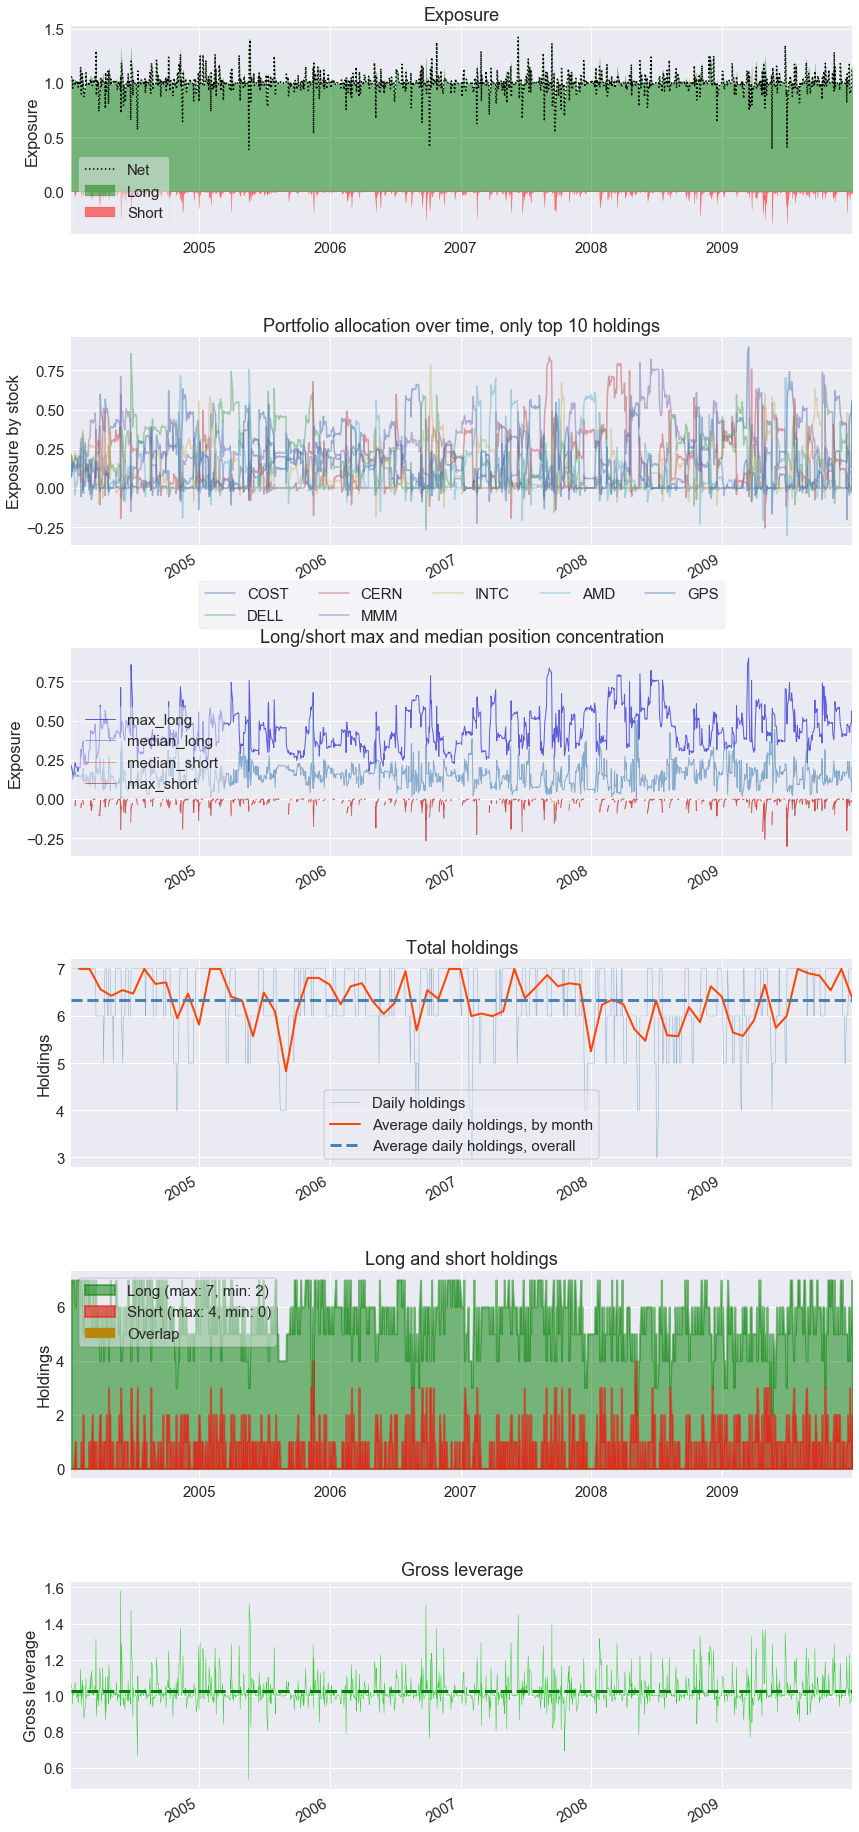 Exposure
1.5
1.0
0.5
0.0
Exposure
Net
Long
Short
2005 2006 2007 2008 2009
Portfolio allocation over time, only top 10 holdings
0.75
0.50
0.25
0.00
−0.25
Exposure by stock
2005 2006 2007 2008 2009
COST CERN INTC AMD GPS
DELL MMM
Long/short max and median position concentration
0.75
0.50
0.25
0.00
−0.25
Exposure
max_long
median_long
median_short
max_short
2005 2006 2007 2008 2009
Total holdings
7
6
5
4
3
Holdings
Daily holdings
Average daily holdings, by month
Average daily holdings, overall
2005 2006 2007 2008 2009
Long and short holdings
6
4
2
0
Holdings
Long (max: 7, min: 2)
Short (max: 4, min: 0)
Overlap
2005 2006 2007 2008 2009
Gross leverage
1.6
1.4
1.2
1.0
0.8
0.6
Gross leverage
2005 2006 2007 2008 2009